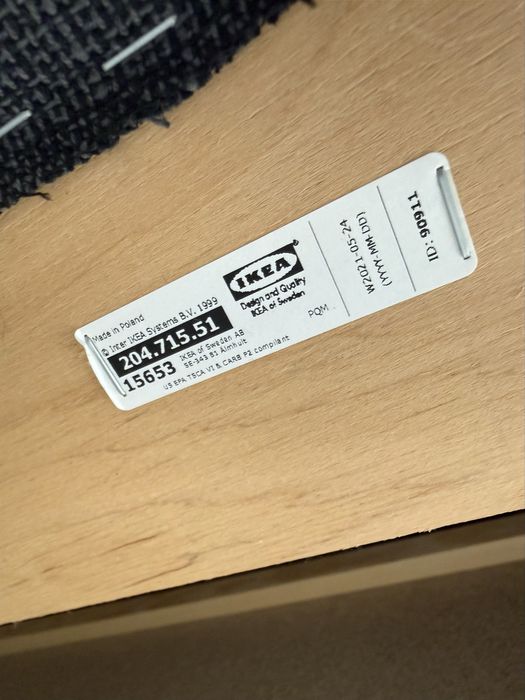 Made in Poland
© Inter IKEA Systems B.V. 1999
204.715.51
15653
IKEA of Sweden AB
SE-343 81 Älmhult
US EPA TSCA VI & CARB P2 compliant
IKEA
Design and Quality
IKEA of Sweden
PQM
W2021-05-24
(YYYY-MM-DD)
ID: 90911